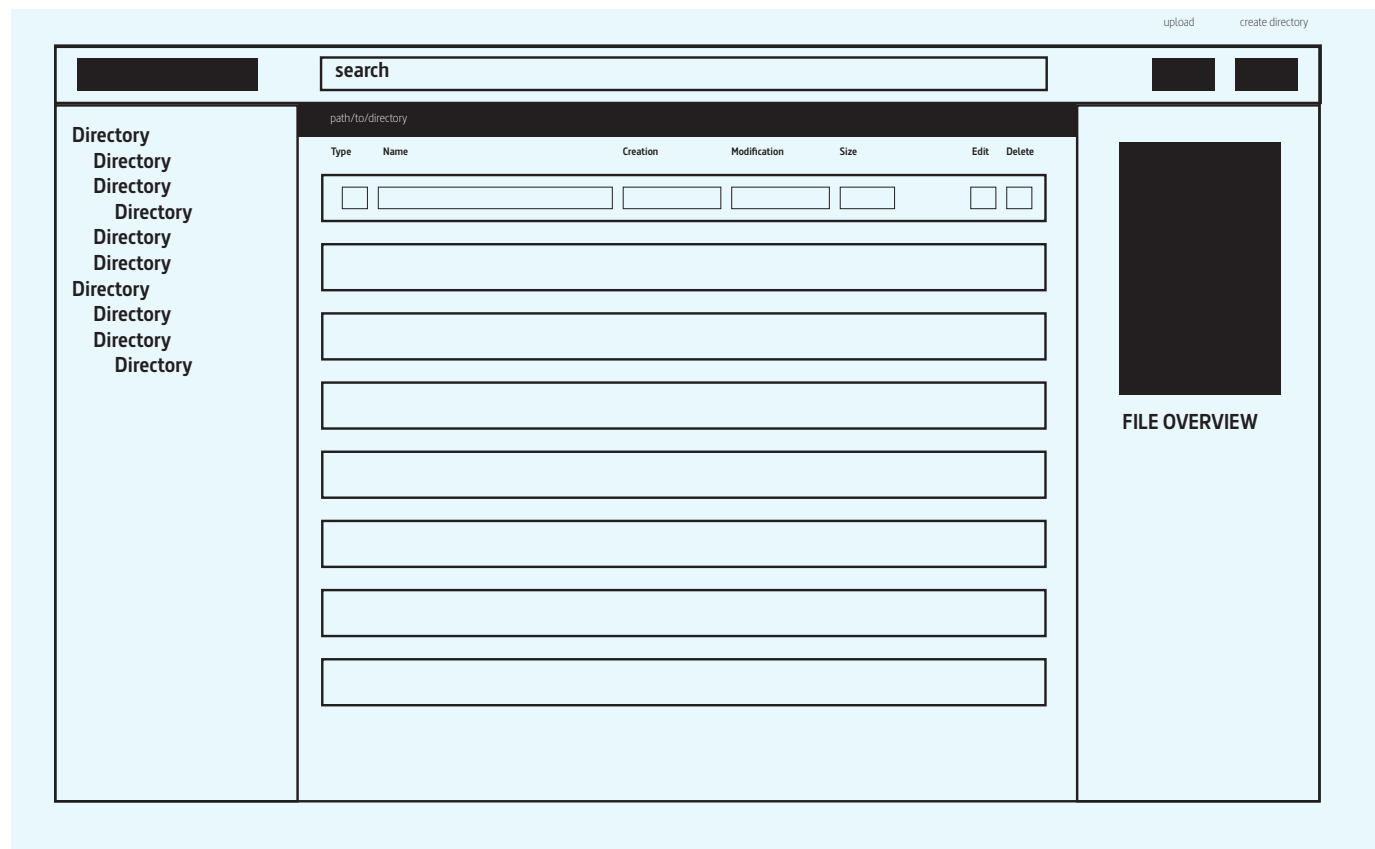 upload create directory
search
path/to/directory
Type Name Creation Modification Size Edit Delete
Directory
Directory
Directory
Directory
Directory
Directory
Directory
Directory
Directory
Directory
FILE OVERVIEW